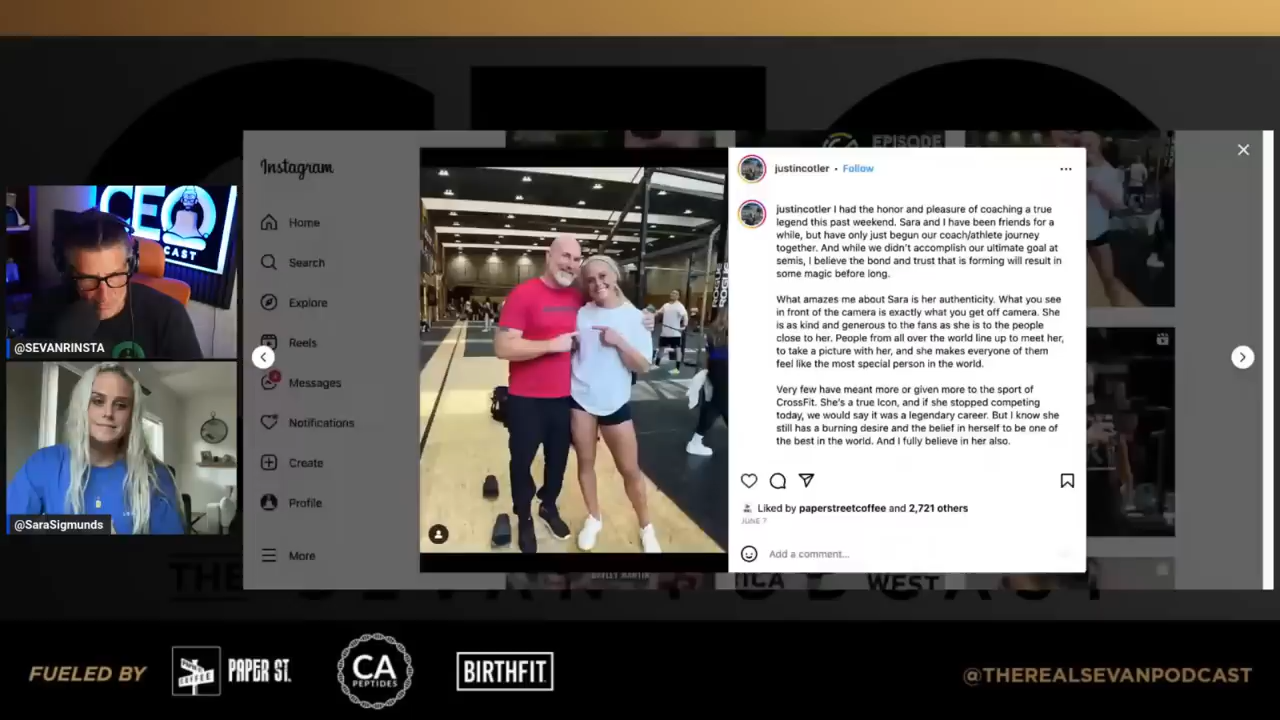 CEO
CAST
@SEVANRINSTA
@SaraSigmunds
Instagram
Home
Search
Explore
Reels
Messages
Notifications
Create
Profile
More
EPISODE
ROGUE
justincotler • Follow
justincotler I had the honor and pleasure of coaching a true
legend this past weekend. Sara and I have been friends for a
while, but have only just begun our coach/athlete journey
together. And while we didn't accomplish our ultimate goal at
semis, I believe the bond and trust that is forming will result in
some magic before long.
What amazes me about Sara is her authenticity. What you see
in front of the camera is exactly what you get off camera. She
is as kind and generous to the fans as she is to the people
close to her. People from all over the world line up to meet her,
to take a picture with her, and she makes everyone of them
feel like the most special person in the world.
Very few have meant more or given more to the sport of
CrossFit. She's a true Icon, and if she stopped competing
today, we would say it was a legendary career. But I know she
still has a burning desire and the belief in herself to be one of
the best in the world. And I fully believe in her also.
Liked by paperstreetcoffee and 2,721 others
JUNE 7
Add a comment...
WEST
THE
FUELED BY
PAPER ST.
COFFEE
CA
PEPTIDES
BIRTHFIT
@THEREALSEVANPODCAST